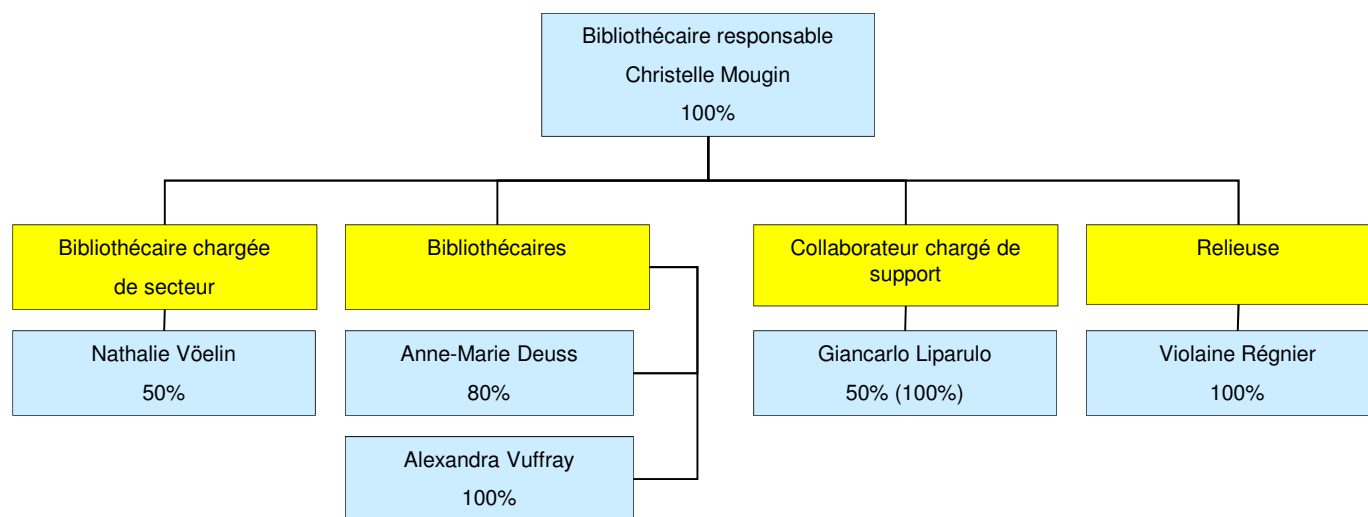 Bibliothécaire responsable
Christelle Mougin
100%
Bibliothécaire chargée
de secteur
Bibliothécaires
Collaborateur chargé de
support
Relieuse
Nathalie Vöelin
50%
Anne-Marie Deuss
80%
Giancarlo Liparulo
50% (100%)
Violaine Régnier
100%
Alexandra Vuffray
100%